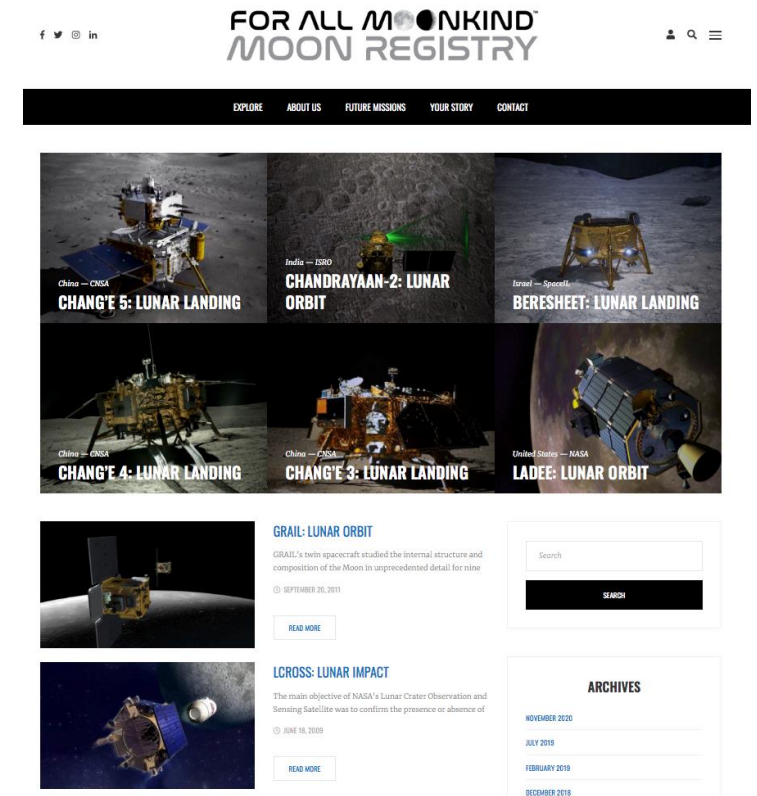 FOR ALL MOONKIND™
MOON REGISTRY
EXPLORE
ABOUT US
FUTURE MISSIONS
YOUR STORY
CONTACT
China — CNSA
CHANG'E 5: LUNAR LANDING
India — ISRO
CHANDRAYAAN-2: LUNAR
ORBIT
Israel — SpaceIL
BERESHEET: LUNAR LANDING
China — CNSA
CHANG'E 4: LUNAR LANDING
China — CNSA
CHANG'E 3: LUNAR LANDING
United States — NASA
LADEE: LUNAR ORBIT
GRAIL: LUNAR ORBIT
GRAIL's twin spacecraft studied the internal structure and
composition of the Moon in unprecedented detail for nine
SEPTEMBER 20, 2011
READ MORE
LCROSS: LUNAR IMPACT
The main objective of NASA's Lunar Crater Observation and
Sensing Satellite was to confirm the presence or absence of
JUNE 18, 2009
READ MORE
Search
SEARCH
ARCHIVES
NOVEMBER 2020
JULY 2019
FEBRUARY 2019
DECEMBER 2018